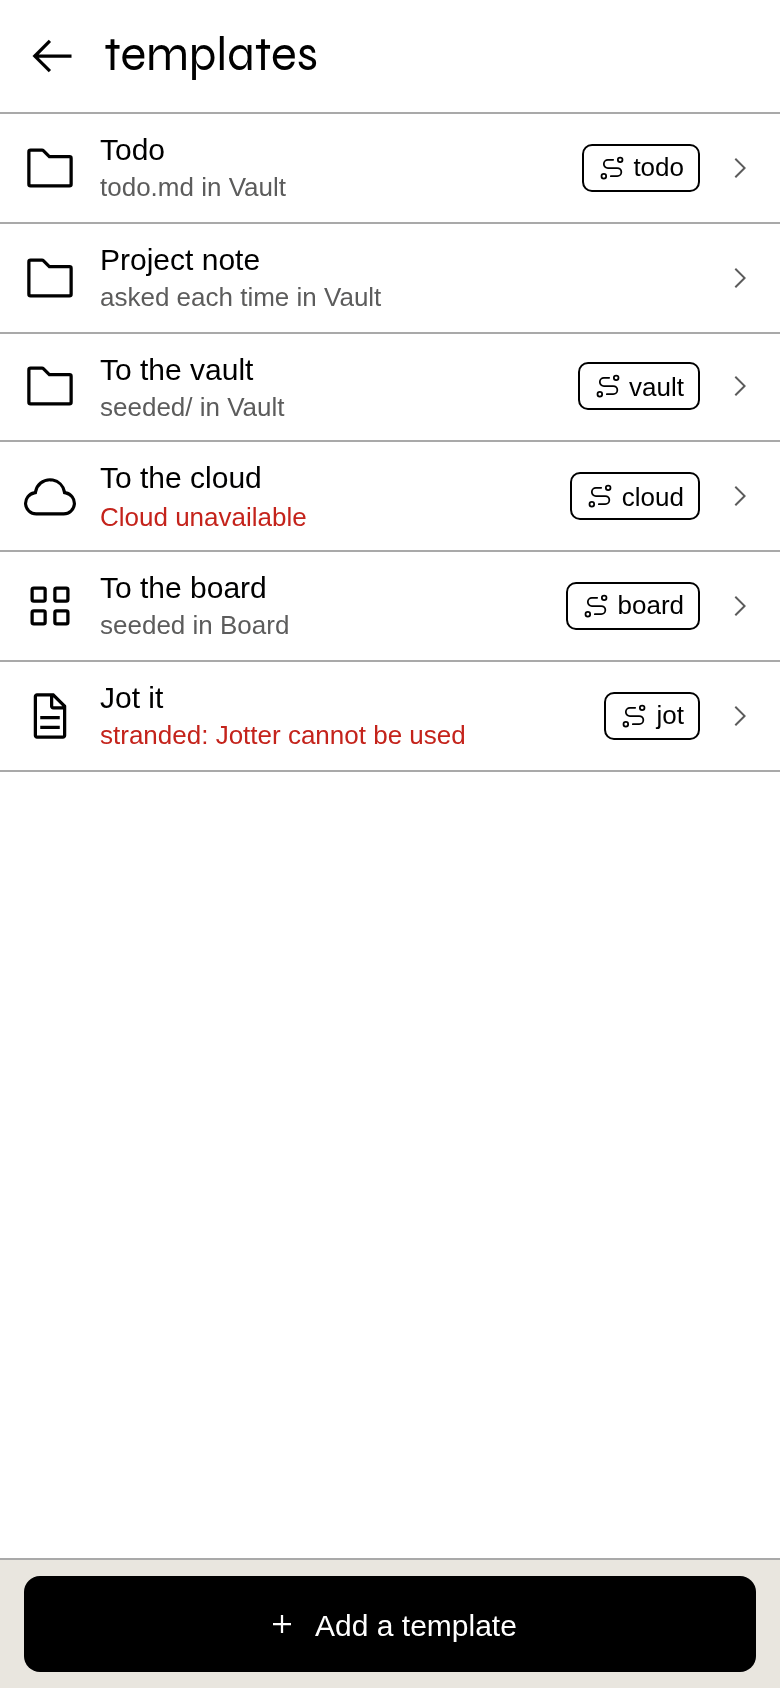 templates
Todo
todo.md in Vault
todo
Project note
asked each time in Vault
To the vault
seeded/ in Vault
vault
To the cloud
Cloud unavailable
cloud
To the board
seeded in Board
board
Jot it
stranded: Jotter cannot be used
jot
Add a template